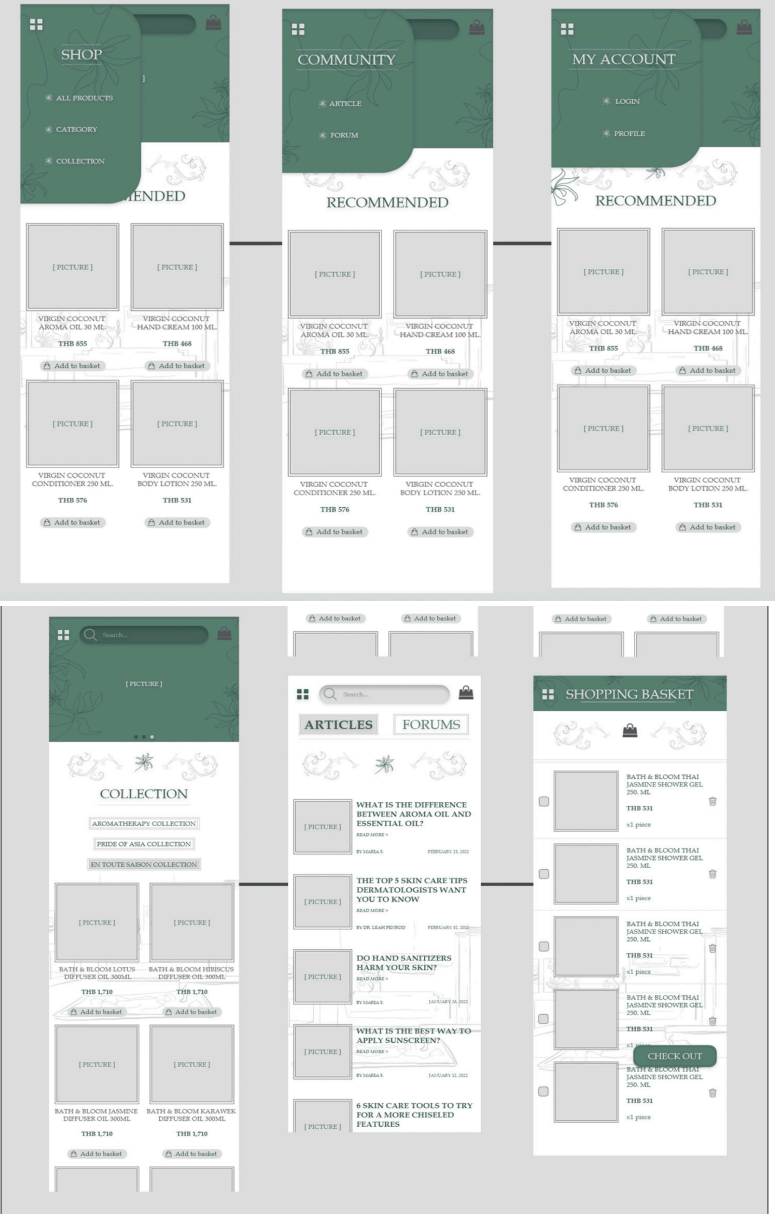 SHOP
ALL PRODUCTS
CATEGORY
COLLECTION
]
MENDED
[ PICTURE ]
[ PICTURE ]
VIRGIN COCONUT
AROMA OIL 30 ML.
THB 855
Add to basket
VIRGIN COCONUT
HAND CREAM 100 ML.
THB 468
Add to basket
[ PICTURE ]
[ PICTURE ]
VIRGIN COCONUT
CONDITIONER 250 ML.
THB 576
Add to basket
VIRGIN COCONUT
BODY LOTION 250 ML.
THB 531
Add to basket
COMMUNITY
ARTICLE
FORUM
RECOMMENDED
[ PICTURE ]
[ PICTURE ]
VIRGIN COCONUT
AROMA OIL 30 ML.
THB 855
Add to basket
VIRGIN COCONUT
HAND CREAM 100 ML.
THB 468
Add to basket
[ PICTURE ]
[ PICTURE ]
VIRGIN COCONUT
CONDITIONER 250 ML.
THB 576
Add to basket
VIRGIN COCONUT
BODY LOTION 250 ML.
THB 531
Add to basket
MY ACCOUNT
LOGIN
PROFILE
RECOMMENDED
[ PICTURE ]
[ PICTURE ]
VIRGIN COCONUT
AROMA OIL 30 ML.
THB 855
Add to basket
VIRGIN COCONUT
HAND CREAM 100 ML.
THB 468
Add to basket
[ PICTURE ]
[ PICTURE ]
VIRGIN COCONUT
CONDITIONER 250 ML.
THB 576
Add to basket
VIRGIN COCONUT
BODY LOTION 250 ML.
THB 531
Add to basket
Search...
[ PICTURE ]
COLLECTION
AROMATHERAPY COLLECTION
PRIDE OF ASIA COLLECTION
EN TOUTE SAISON COLLECTION
[ PICTURE ]
[ PICTURE ]
BATH & BLOOM LOTUS
DIFFUSER OIL 300ML
THB 1,710
Add to basket
BATH & BLOOM HIBISCUS
DIFFUSER OIL 300ML
THB 1,710
Add to basket
[ PICTURE ]
[ PICTURE ]
BATH & BLOOM JASMINE
DIFFUSER OIL 300ML
THB 1,710
Add to basket
BATH & BLOOM KARAWEK
DIFFUSER OIL 300ML
THB 1,710
Add to basket
Add to basket
Add to basket
Search...
ARTICLES
FORUMS
[ PICTURE ]
WHAT IS THE DIFFERENCE
BETWEEN AROMA OIL AND
ESSENTIAL OIL?
READ MORE >
BY MARIA S.
FEBRUARY 23, 2022
[ PICTURE ]
THE TOP 5 SKIN CARE TIPS
DERMATOLOGISTS WANT
YOU TO KNOW
READ MORE >
BY DR. LEAM
[ PICTURE ]
DO HAND SANITIZERS
HARM YOUR SKIN?
READ MORE >
BY MARIA S.
[ PICTURE ]
WHAT IS THE BEST WAY TO
APPLY SUNSCREEN?
READ MORE >
BY MARIA S.
[ PICTURE ]
6 SKIN CARE TOOLS TO TRY
FOR A MORE CHISELED
FEATURES
Add to basket
Add to basket
SHOPPING BASKET
BATH & BLOOM THAI
JASMINE SHOWER GEL
250. ML
THB 531
x1 piece
BATH & BLOOM THAI
JASMINE SHOWER GEL
250. ML
THB 531
x1 piece
BATH & BLOOM THAI
JASMINE SHOWER GEL
250. ML
THB 531
x1 piece
BATH & BLOOM THAI
JASMINE SHOWER GEL
250. ML
THB 531
x1
CHECK OUT
BATH & BLOOM THAI
JASMINE SHOWER GEL
250. ML
THB 531
x1 piece